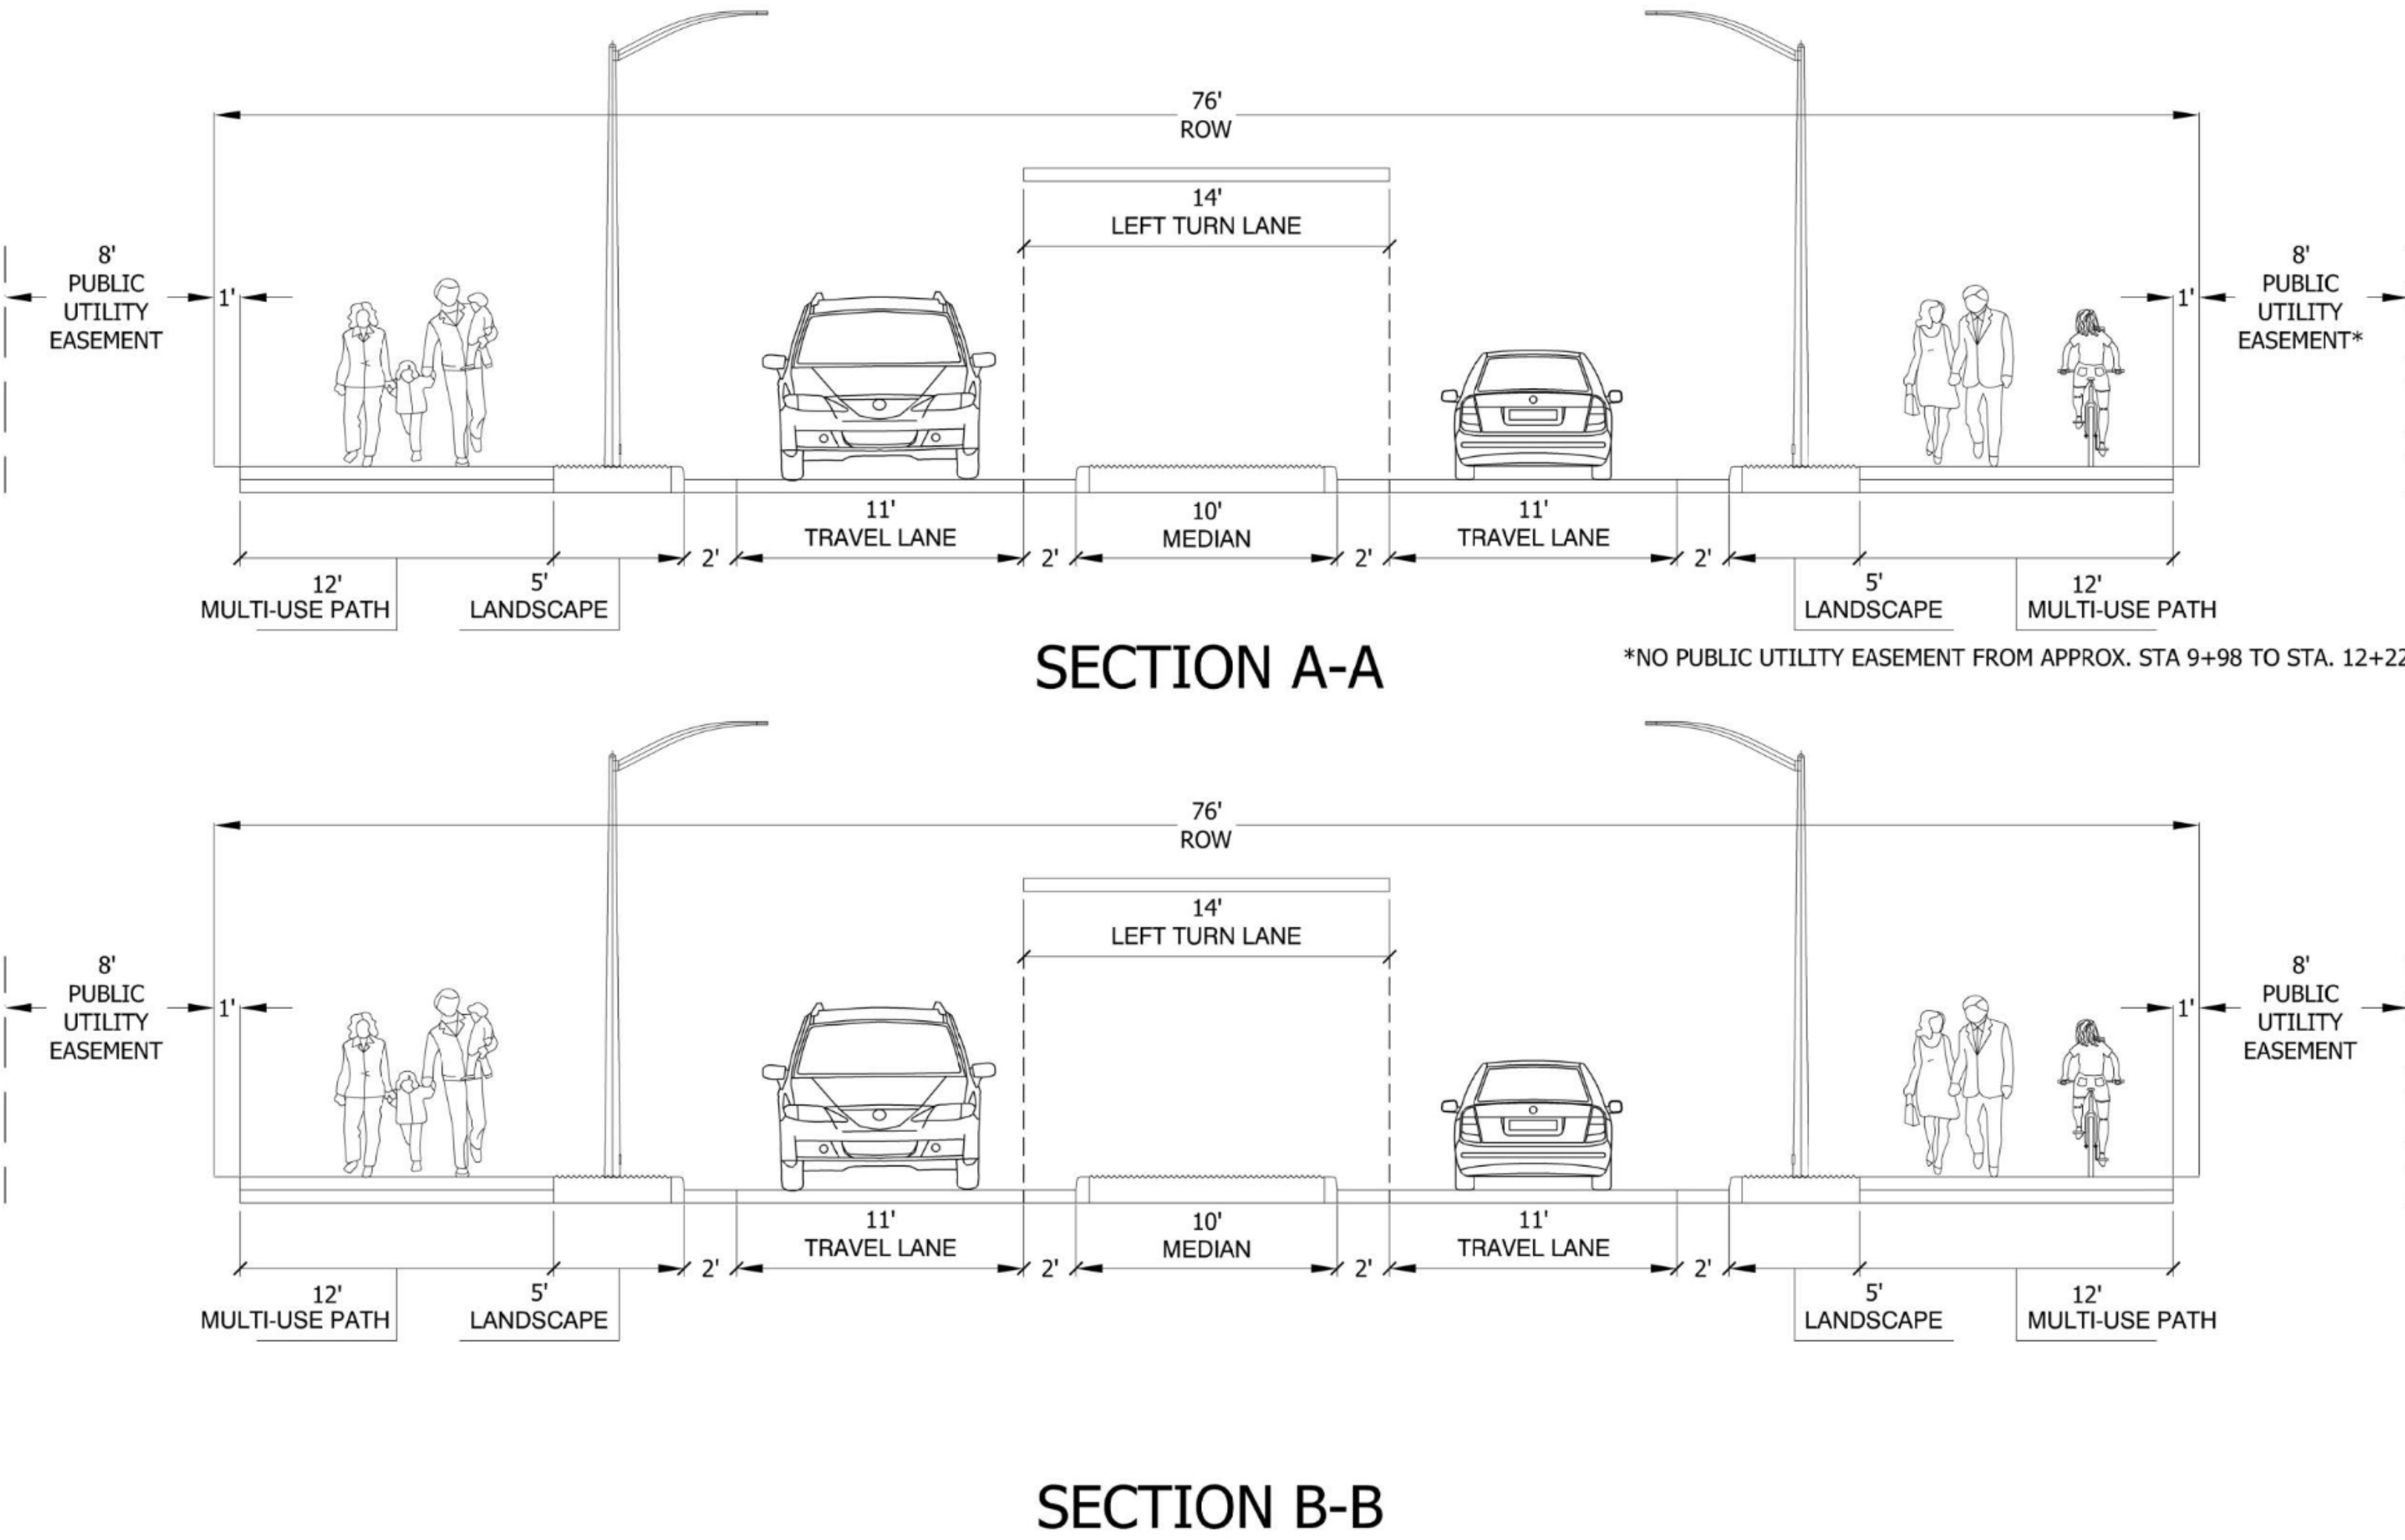 76'
ROW
14'
LEFT TURN LANE
8'
PUBLIC
UTILITY
EASEMENT
1'
1'
8'
PUBLIC
UTILITY
EASEMENT*
11'
TRAVEL LANE
10'
MEDIAN
11'
TRAVEL LANE
2'
2'
2'
2'
12'
MULTI-USE PATH
5'
LANDSCAPE
5'
LANDSCAPE
12'
MULTI-USE PATH
SECTION A-A
*NO PUBLIC UTILITY EASEMENT FROM APPROX. STA 9+98 TO STA. 12+22
76'
ROW
14'
LEFT TURN LANE
8'
PUBLIC
UTILITY
EASEMENT
1'
1'
8'
PUBLIC
UTILITY
EASEMENT
11'
TRAVEL LANE
10'
MEDIAN
11'
TRAVEL LANE
2'
2'
2'
2'
12'
MULTI-USE PATH
5'
LANDSCAPE
5'
LANDSCAPE
12'
MULTI-USE PATH
SECTION B-B